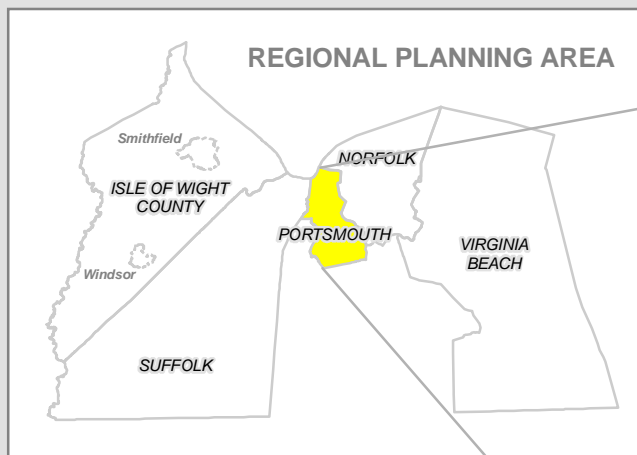 REGIONAL PLANNING AREA
Smithfield
NORFOLK
ISLE OF WIGHT
COUNTY
PORTSMOUTH
VIRGINIA
BEACH
Windsor
SUFFOLK